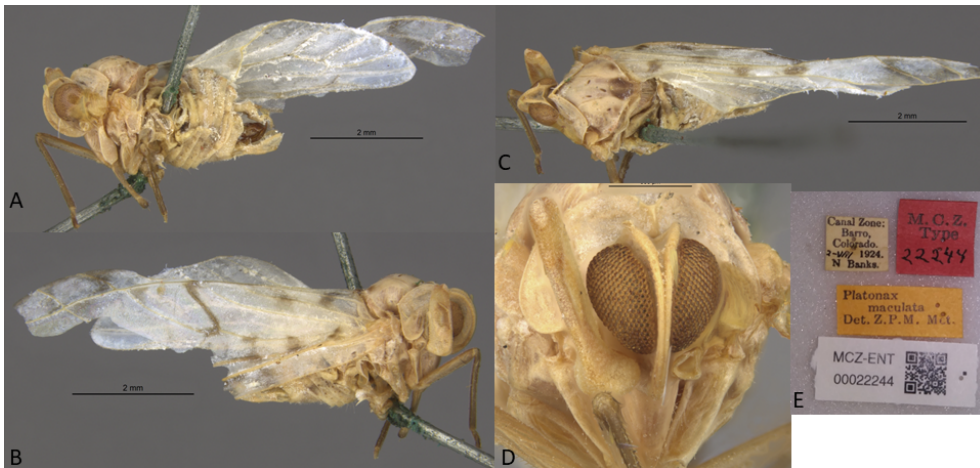 2 mm
A
2 mm
C
2 mm
B
D
Canal Zone;
Barro,
Colorado.
1924.
N Banks.
M. C. Z.
Type
22244
Platonax
maculata
Det. Z.P.M. Mct.
MCZ-ENT
00022244
E